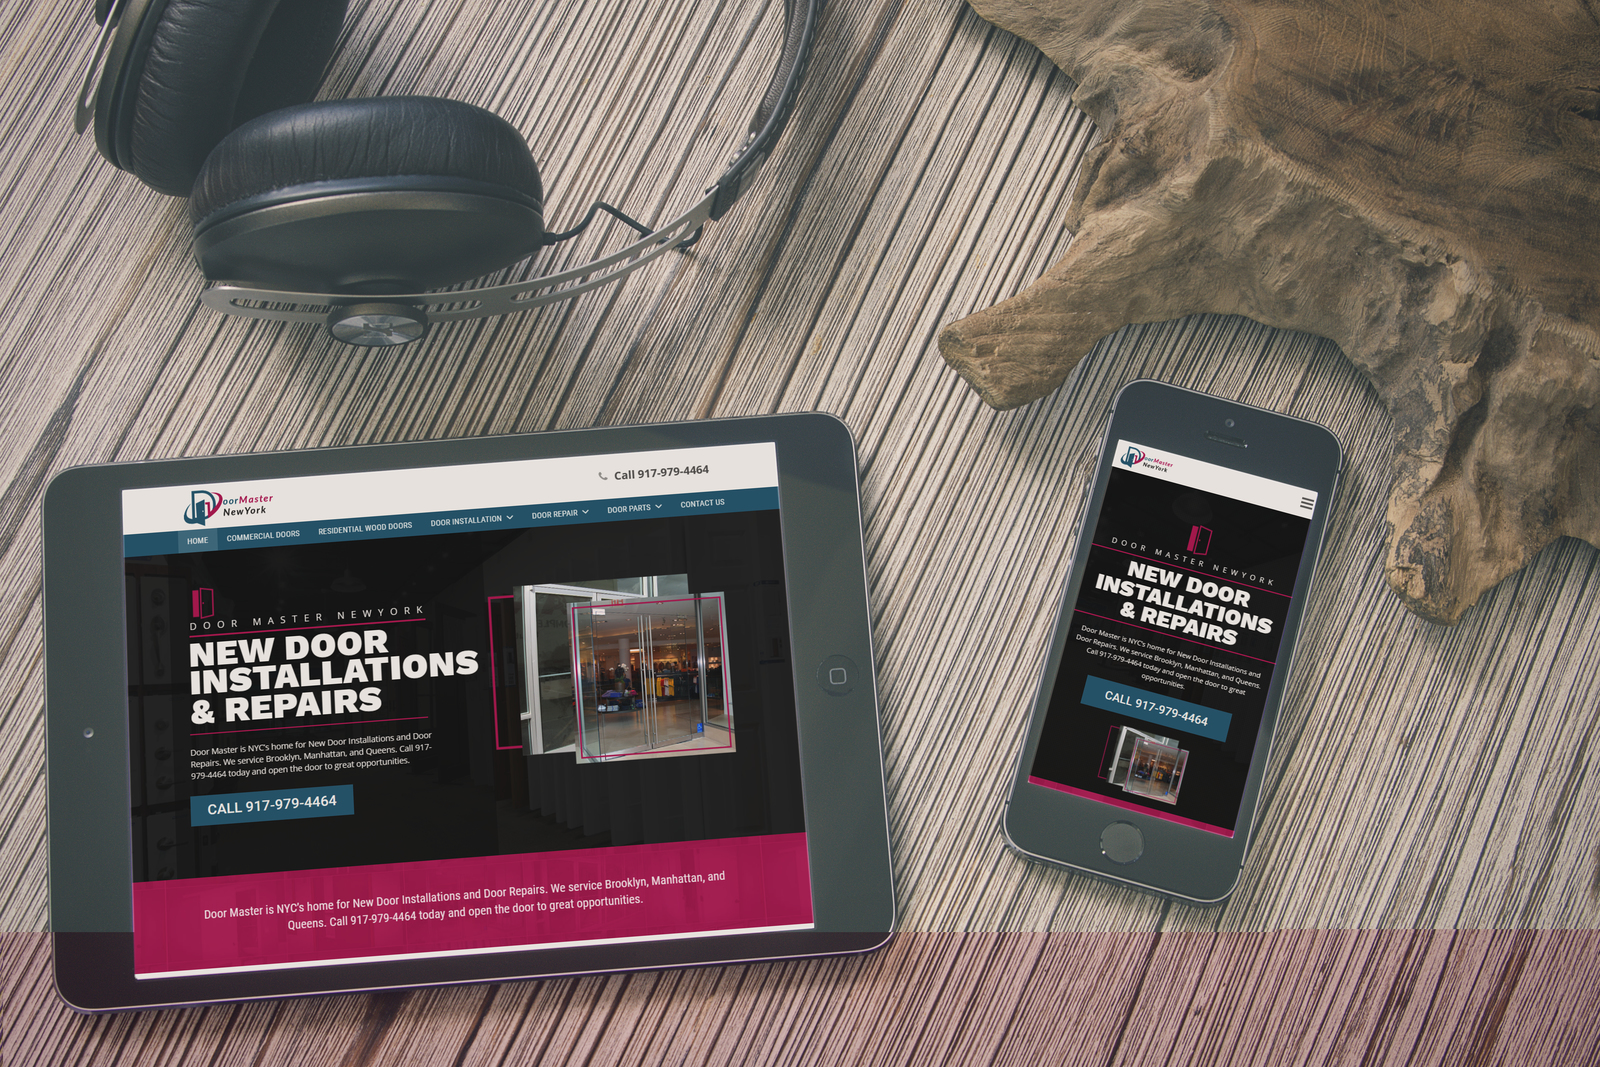 DoorMaster
NewYork
Call 917-979-4464
HOME
COMMERCIAL DOORS
RESIDENTIAL WOOD DOORS
DOOR INSTALLATION
DOOR REPAIR
DOOR PARTS
CONTACT US
DOOR MASTER NEWYORK
NEW DOOR
INSTALLATIONS
& REPAIRS
Door Master is NYC's home for New Door Installations and Door
Repairs. We service Brooklyn, Manhattan, and Queens. Call 917-
979-4464 today and open the door to great opportunities.
CALL 917-979-4464
Door Master is NYC's home for New Door Installations and Door Repairs. We service Brooklyn, Manhattan, and
Queens. Call 917-979-4464 today and open the door to great opportunities.
DoorMaster
NewYork
DOOR MASTER NEWYORK
NEW DOOR
INSTALLATIONS
& REPAIRS
Door Master is NYC's home for New Door Installations and
Door Repairs. We service Brooklyn, Manhattan, and Queens.
Call 917-979-4464 today and open the door to great
opportunities.
CALL 917-979-4464